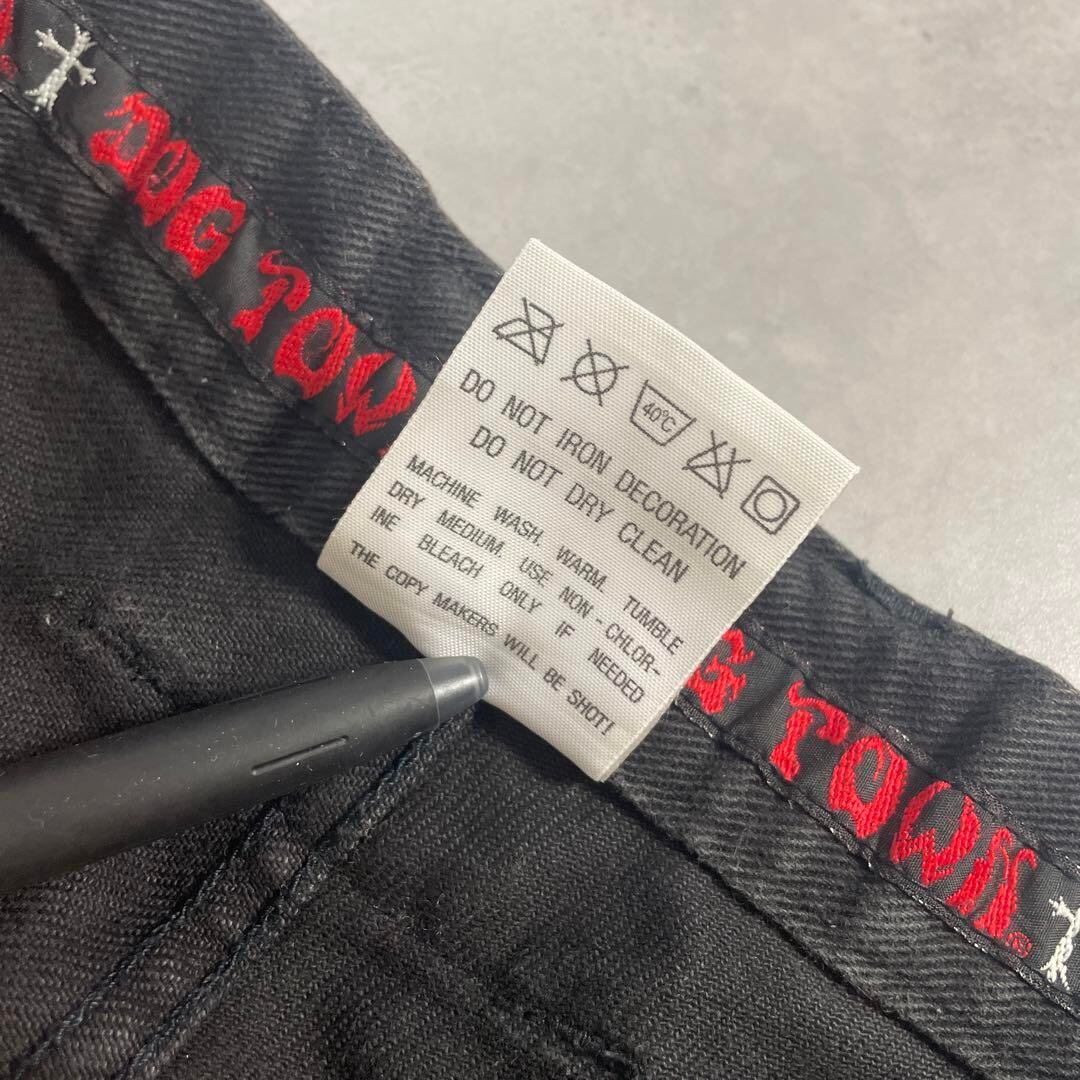 DOG TOW
40°C
DO NOT IRON DECORATION
DO NOT DRY CLEAN
MACHINE WASH. WARM. TUMBLE
DRY MEDIUM. USE NON-CHLOR-
INE BLEACH ONLY IF NEEDED
THE COPY MAKERS WILL BE SHOT!
G TOWN®